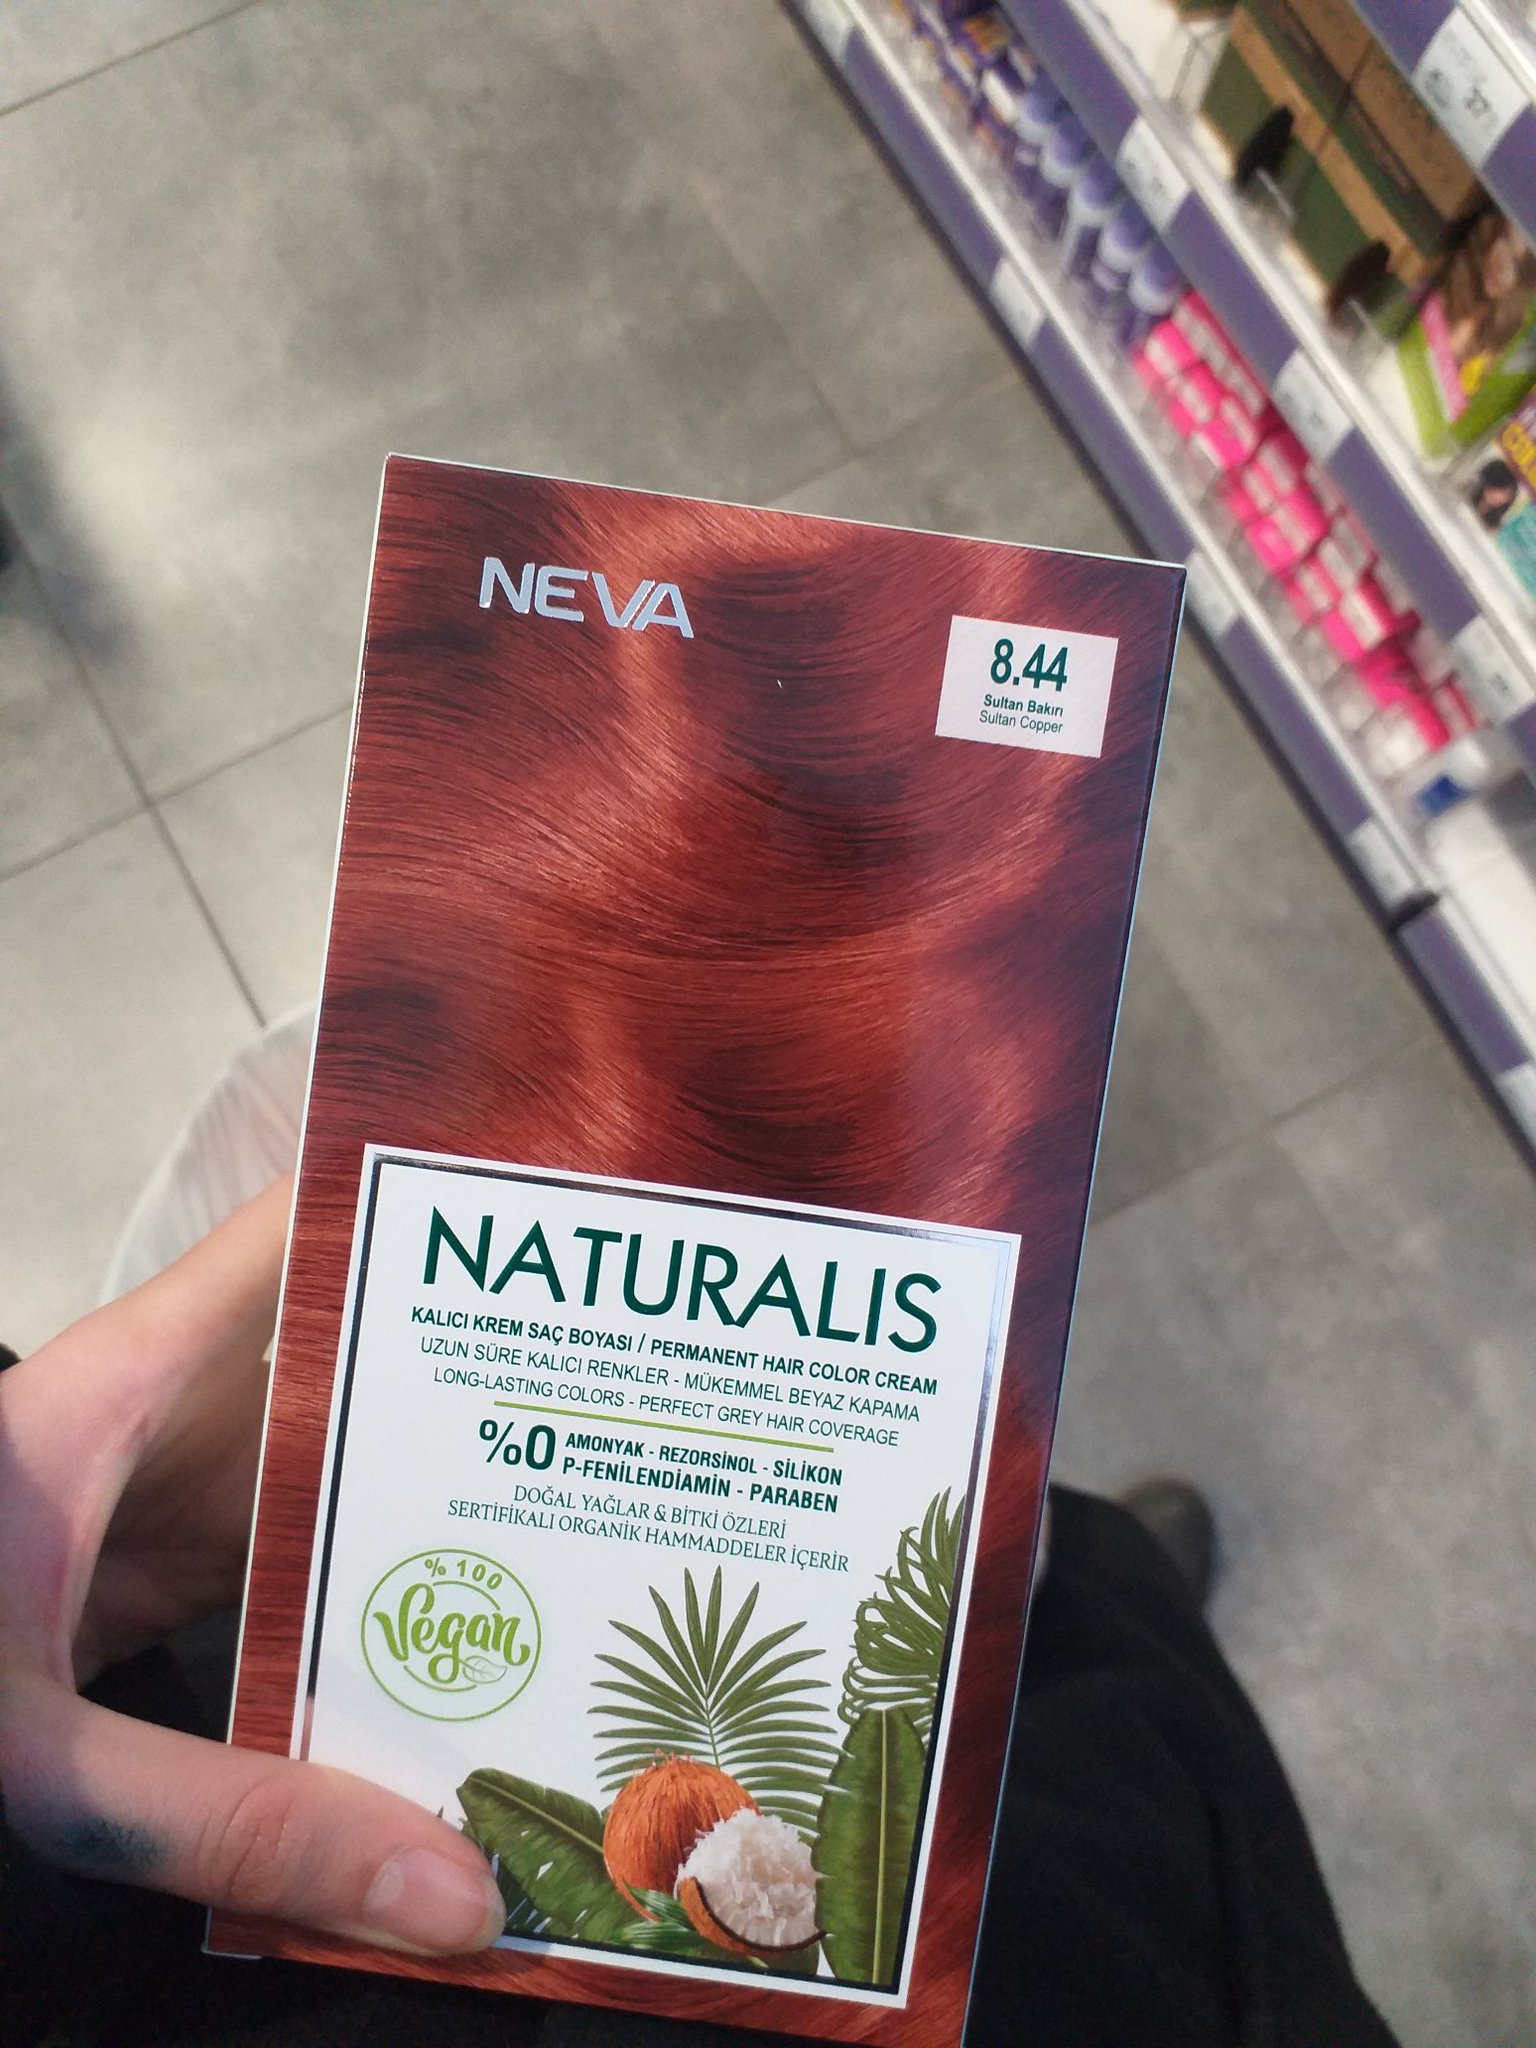 NEVA
8.44
Sultan Bakırı
Sultan Copper
NATURALIS
KALICI KREM SAÇ BOYASI / PERMANENT HAIR COLOR CREAM
UZUN SÜRE KALICI RENKLER - MÜKEMMEL BEYAZ KAPAMA
LONG-LASTING COLORS - PERFECT GREY HAIR COVERAGE
%0 AMONYAK - REZORSİNOL - SİLİKON
P-FENİLENDİAMİN - PARABEN
DOĞAL YAĞLAR & BİTKİ ÖZLERİ
SERTİFİKALI ORGANİK HAMMADDELER İÇERİR
% 100
Vegan